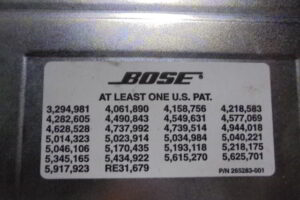 BOSE
AT LEAST ONE U.S. PAT.
3,294,981 4,061,890 4,158,756 4,218,583
4,282,605 4,490,843 4,549,631 4,577,069
4,628,528 4,737,992 4,739,514 4,944,018
5,014,323 5,023,914 5,034,984 5,040,221
5,046,106 5,170,435 5,193,118 5,218,175
5,345,165 5,434,922 5,615,270 5,625,701
5,917,923 RE31,679
P/N 265283-001